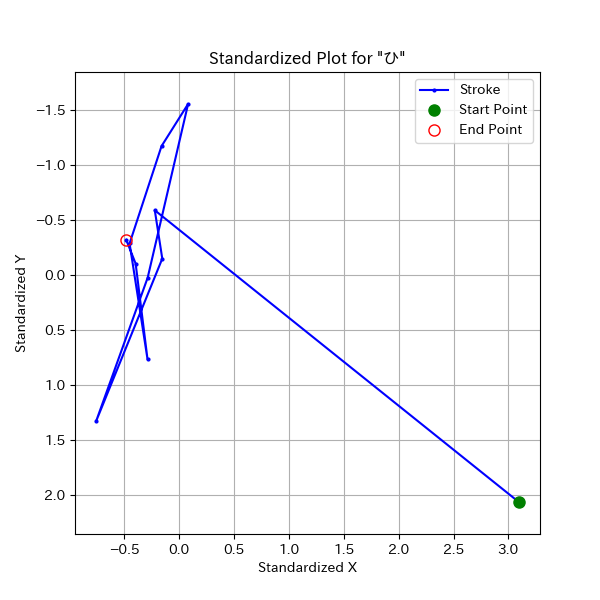 Standardized Plot for "ひ"
Stroke
Start Point
End Point
Standardized Y
−1.5
−1.0
−0.5
0.0
0.5
1.0
1.5
2.0
−0.5 0.0 0.5 1.0 1.5 2.0 2.5 3.0
Standardized X